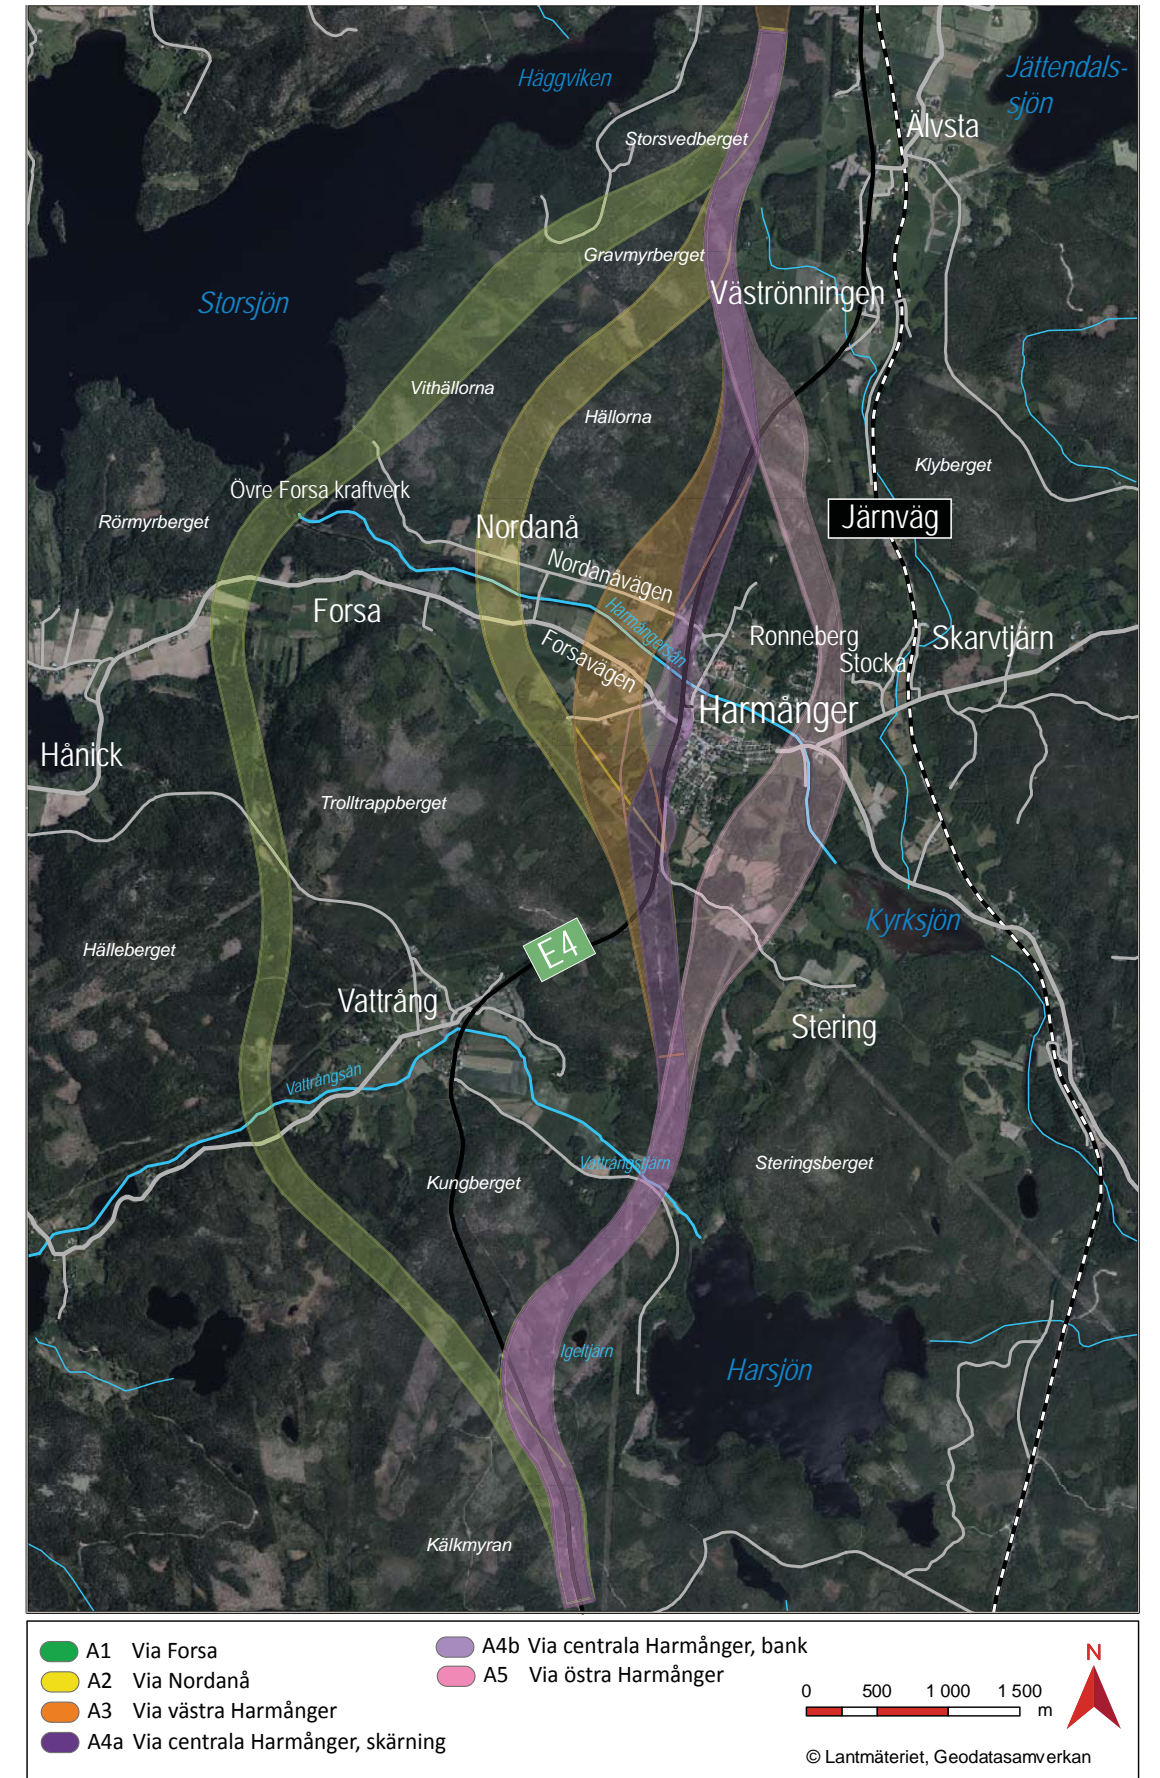 Häggviken
Jättendals-
sjön
Älvsta
Storsvedberget
Gravmyrberget
Storsjön
Väströnningen
Vithällorna
Hällorna
Klyberget
Övre Forsa kraftverk
Rörmyrberget
Nordanå
Järnväg
Nordanåvägen
Forsa
Harmångersån
Ronneberg
Skarvtjärn
Forsavägen
Stocka
Harmånger
Hånick
Trolltrappberget
Kyrksjön
Hälleberget
E4
Vattrång
Stering
Vattrångsån
Vattrångstjärn
Steringsberget
Kungberget
Igeltjärn
Harsjön
Kälkmyran
A1 Via Forsa
A2 Via Nordanå
A3 Via västra Harmånger
A4a Via centrala Harmånger, skärning
A4b Via centrala Harmånger, bank
A5 Via östra Harmånger
N
0 500 1 000 1 500
m
© Lantmäteriet, Geodatasamverkan